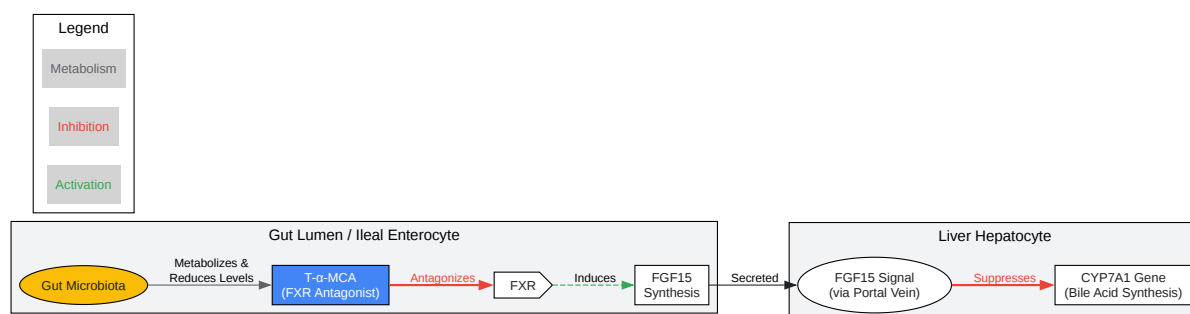 Legend
Metabolism
Inhibition
Activation
Gut Lumen / Ileal Enterocyte
Liver Hepatocyte
Gut Microbiota
Metabolizes &
Reduces Levels
T-α-MCA
(FXR Antagonist)
Antagonizes
FXR
Induces
FGF15
Synthesis
Secreted
FGF15 Signal
(via Portal Vein)
Suppresses
CYP7A1 Gene
(Bile Acid Synthesis)